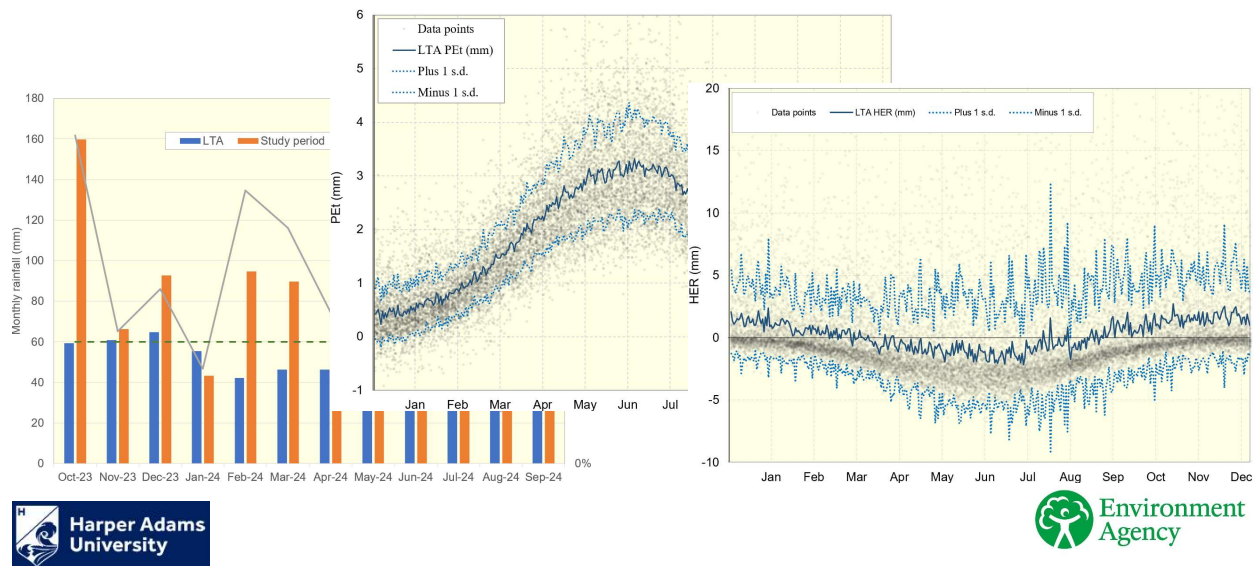 180
160
140
120
100
80
60
40
20
0
Monthly rainfall (mm)
LTA
Study period
Oct-23 Nov-23 Dec-23 Jan-24 Feb-24 Mar-24 Apr-24 May-24 Jun-24 Jul-24 Aug-24 Sep-24
0%
6
5
4
3
2
1
0
-1
PEt (mm)
Data points
LTA PEt (mm)
Plus 1 s.d.
Minus 1 s.d.
Jan Feb Mar Apr May Jun Jul
20
15
10
5
0
-5
-10
HER (mm)
Data points LTA HER (mm) Plus 1 s.d. Minus 1 s.d.
Jan Feb Mar Apr May Jun Jul Aug Sep Oct Nov Dec
H
Harper Adams
University
Environment
Agency